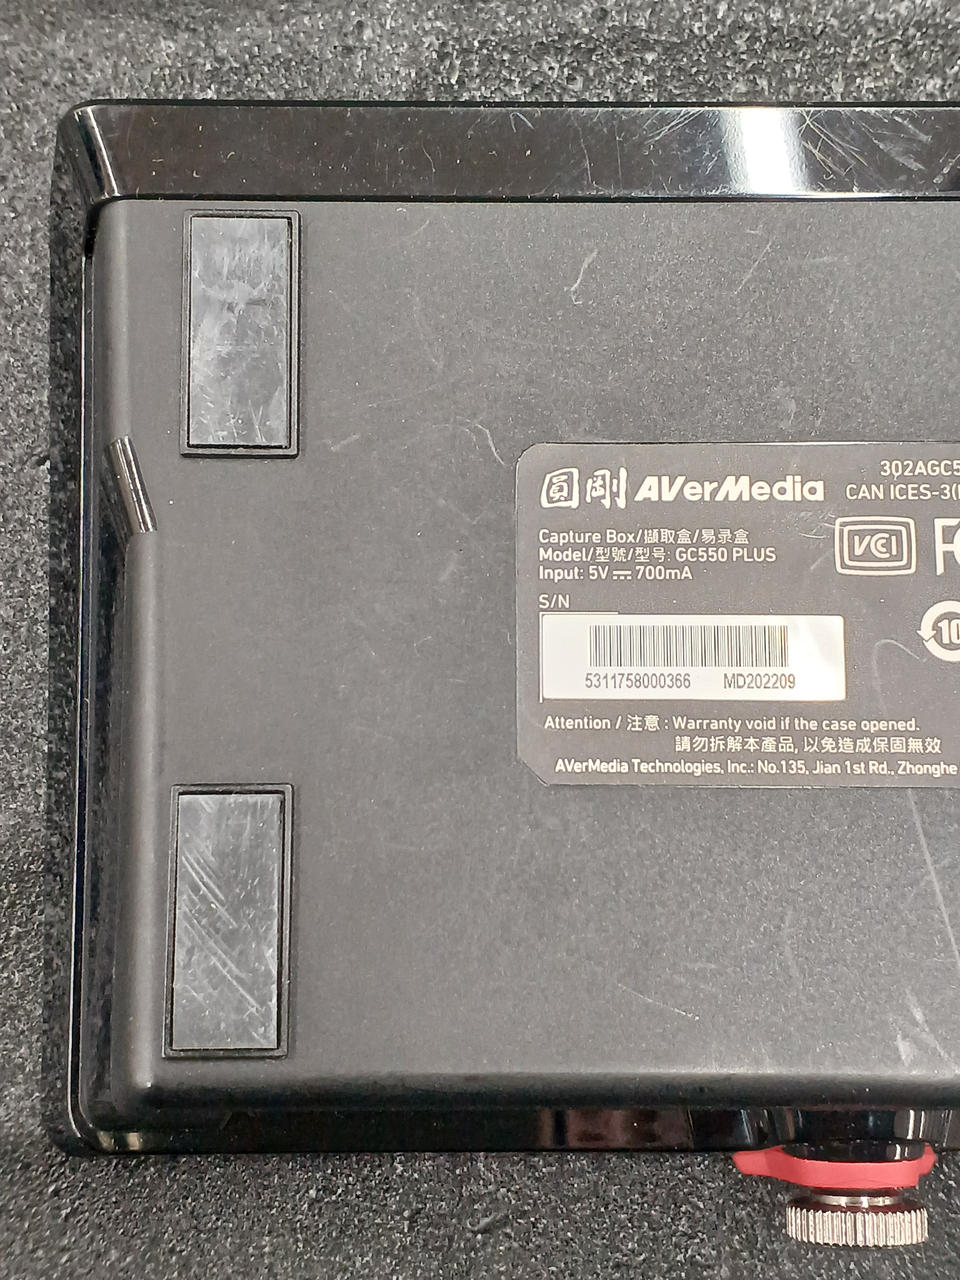 圓剛 AVerMedia
302AGC5
CAN ICES-3(
Capture Box/擷取盒/易录盒
Model/型號/型号: GC550 PLUS
Input: 5V⎓700mA
VCCI
S/N
10
5311758000366 MD202209
Attention / 注意 : Warranty void if the case opened.
請勿拆解本產品, 以免造成保固無效
AVerMedia Technologies, Inc.: No.135, Jian 1st Rd., Zhonghe